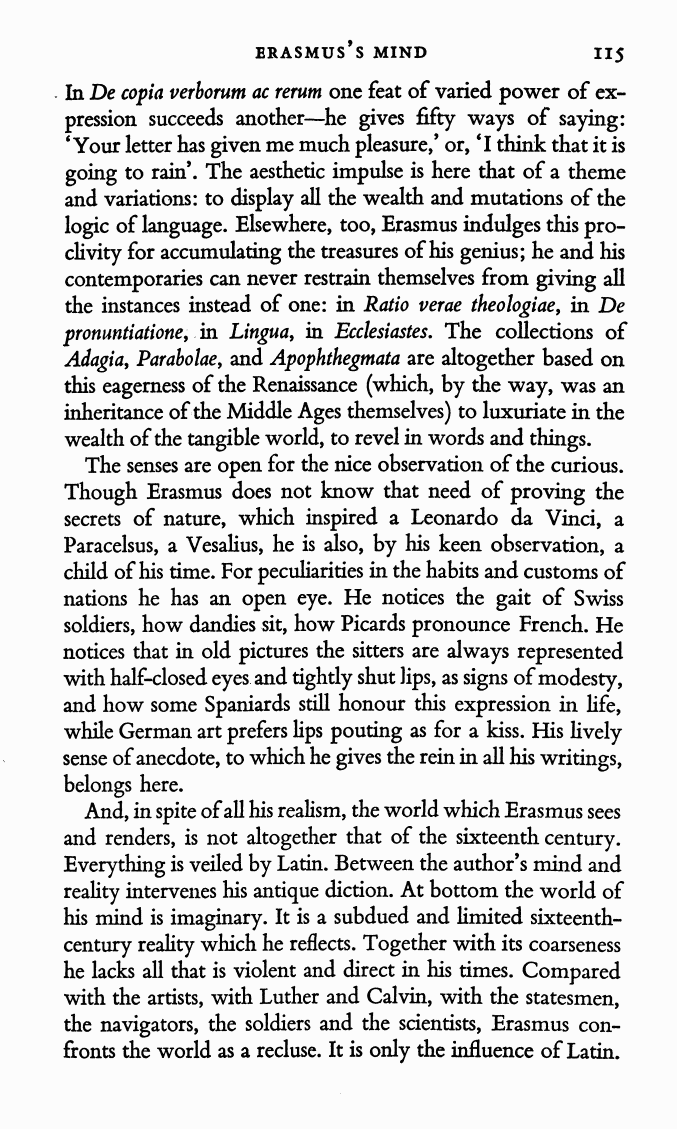 ERASMUS'S MIND 115
In De copia verborum ac rerum one feat of varied power of ex-
pression succeeds another—he gives fifty ways of saying:
‘Your letter has given me much pleasure,’ or, ‘I think that it is
going to rain’. The aesthetic impulse is here that of a theme
and variations: to display all the wealth and mutations of the
logic of language. Elsewhere, too, Erasmus indulges this pro-
clivity for accumulating the treasures of his genius; he and his
contemporaries can never restrain themselves from giving all
the instances instead of one: in Ratio verae theologiae, in De
pronuntiatione, in Lingua, in Ecclesiastes. The collections of
Adagia, Parabolae, and Apophthegmata are altogether based on
this eagerness of the Renaissance (which, by the way, was an
inheritance of the Middle Ages themselves) to luxuriate in the
wealth of the tangible world, to revel in words and things.
The senses are open for the nice observation of the curious.
Though Erasmus does not know that need of proving the
secrets of nature, which inspired a Leonardo da Vinci, a
Paracelsus, a Vesalius, he is also, by his keen observation, a
child of his time. For peculiarities in the habits and customs of
nations he has an open eye. He notices the gait of Swiss
soldiers, how dandies sit, how Picards pronounce French. He
notices that in old pictures the sitters are always represented
with half-closed eyes and tightly shut lips, as signs of modesty,
and how some Spaniards still honour this expression in life,
while German art prefers lips pouting as for a kiss. His lively
sense of anecdote, to which he gives the rein in all his writings,
belongs here.
And, in spite of all his realism, the world which Erasmus sees
and renders, is not altogether that of the sixteenth century.
Everything is veiled by Latin. Between the author's mind and
reality intervenes his antique diction. At bottom the world of
his mind is imaginary. It is a subdued and limited sixteenth-
century reality which he reflects. Together with its coarseness
he lacks all that is violent and direct in his times. Compared
with the artists, with Luther and Calvin, with the statesmen,
the navigators, the soldiers and the scientists, Erasmus con-
fronts the world as a recluse. It is only the influence of Latin.